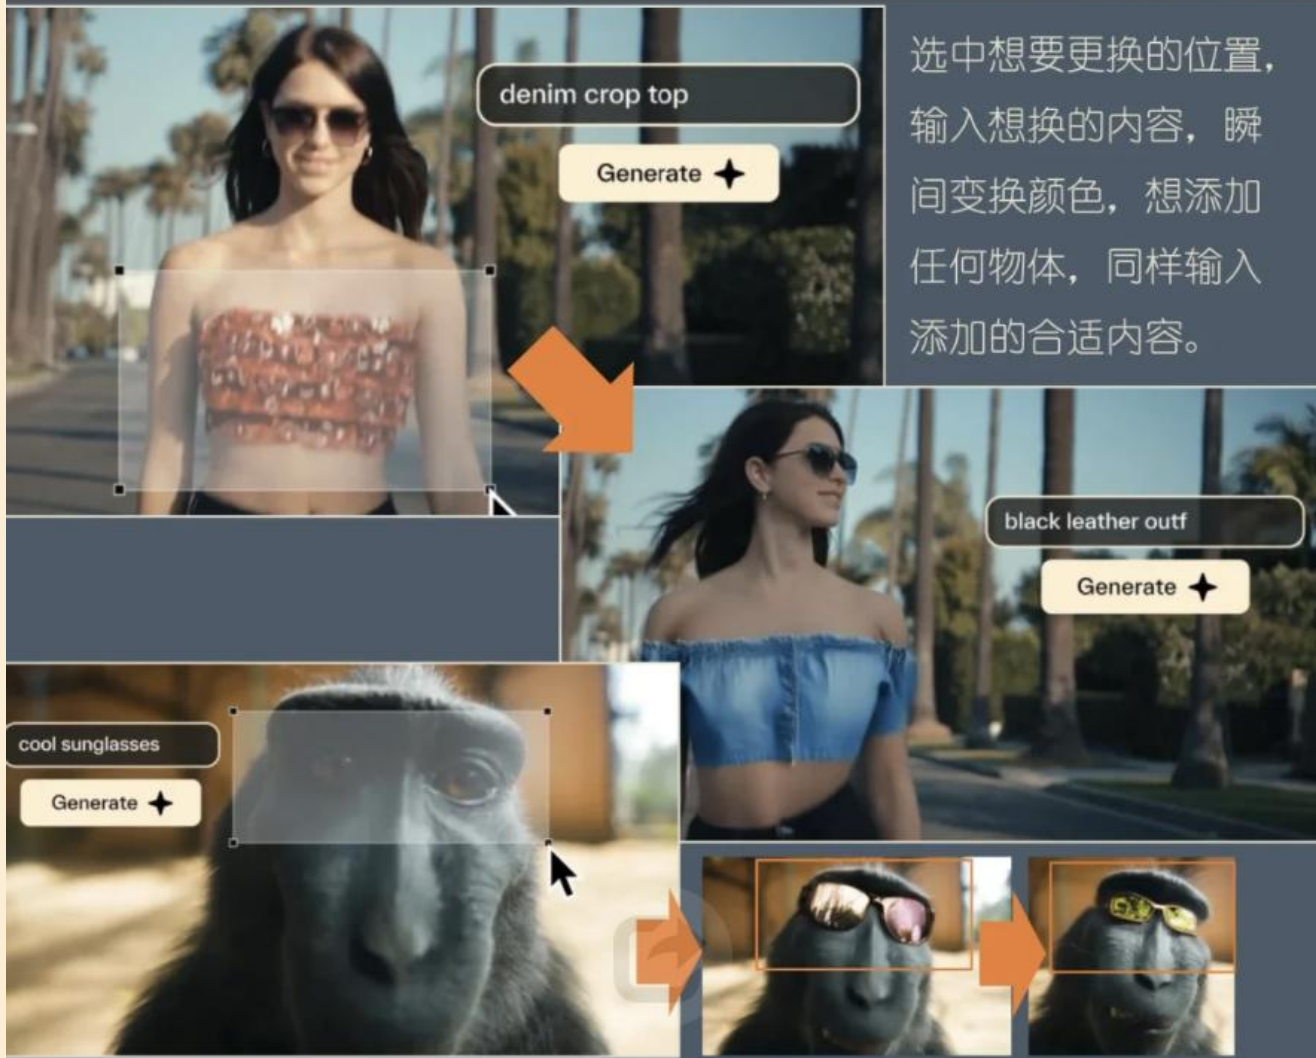 denim crop top
Generate
选中想要更换的位置，
输入想换的内容，瞬
间变换颜色，想添加
任何物体，同样输入
添加的合适内容。
black leather outf
Generate
cool sunglasses
Generate